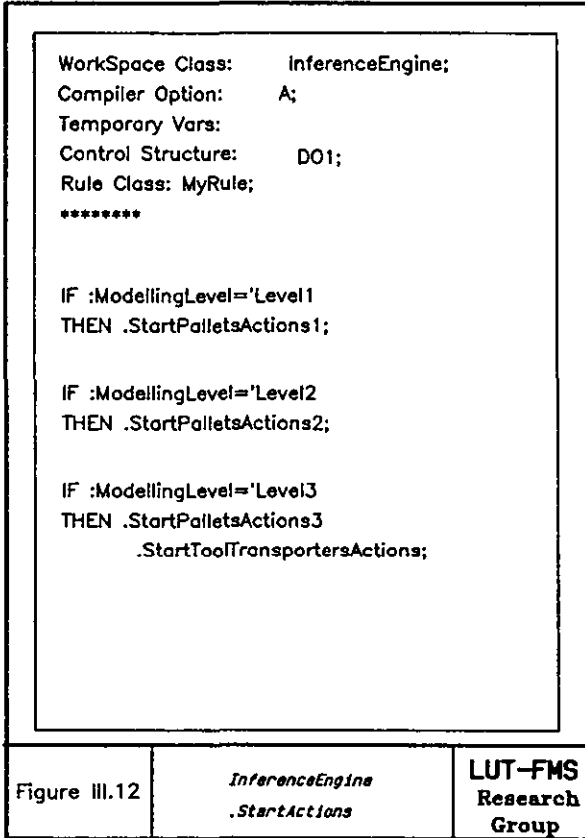 WorkSpace Class: InferenceEngine;
Compiler Option: A;
Temporary Vars:
Control Structure: DO1;
Rule Class: MyRule;
********
IF :ModellingLevel='Level1
THEN .StartPalletsActions1;
IF :ModellingLevel='Level2
THEN .StartPalletsActions2;
IF :ModellingLevel='Level3
THEN .StartPalletsActions3
.StartToolTransportersActions;
Figure III.12
InferenceEngine
.StartActions
LUT-FMS
Research
Group